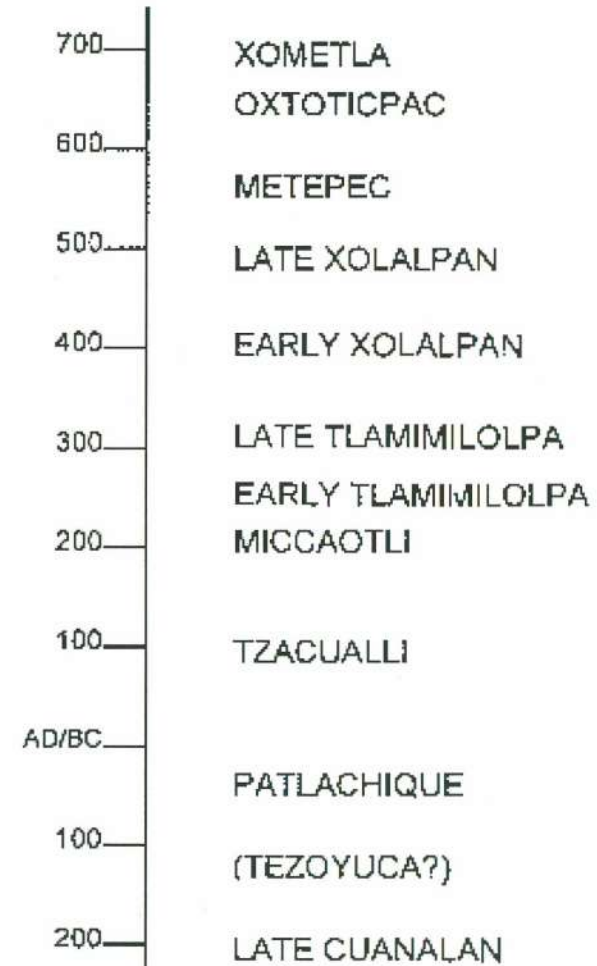 700 XOMETLA
OXTOTICPAC
600
METEPEC
500 LATE XOLALPAN
400 EARLY XOLALPAN
300 LATE TLAMIMILOLPA
EARLY TLAMIMILOLPA
200 MICCAOTLI
100 TZACUALLI
AD/BC
PATLACHIQUE
100
(TEZOYUCA?)
200 LATE CUANALAN